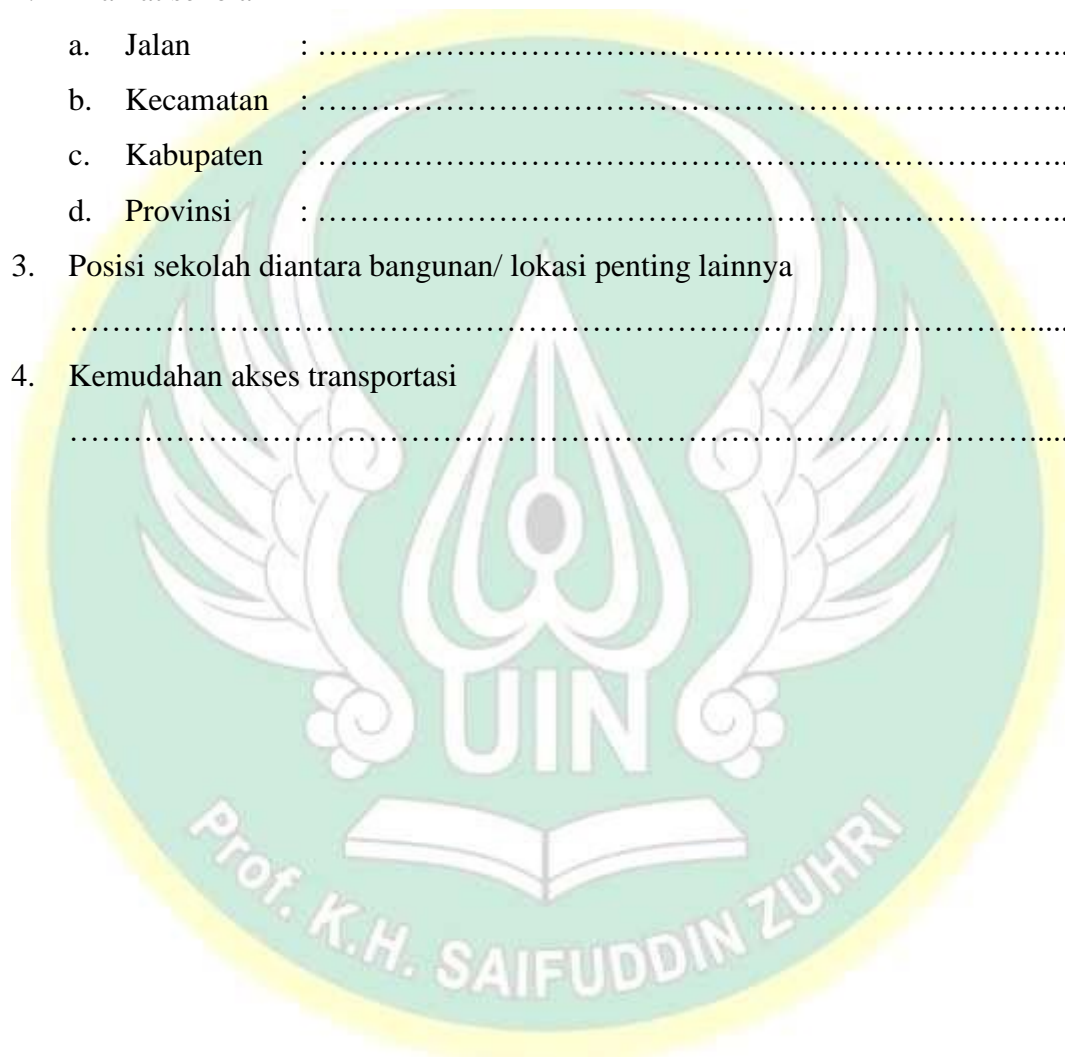 a. Jalan : ………………………………………………………………..
b. Kecamatan : ………………………………………………………………..
c. Kabupaten : ………………………………………………………………..
d. Provinsi : ………………………………………………………………..
3. Posisi sekolah diantara bangunan/ lokasi penting lainnya
…………………………………………………………………………………......
4. Kemudahan akses transportasi
…………………………………………………………………………………......
UIN
Prof. K.H. SAIFUDDIN ZUHRI